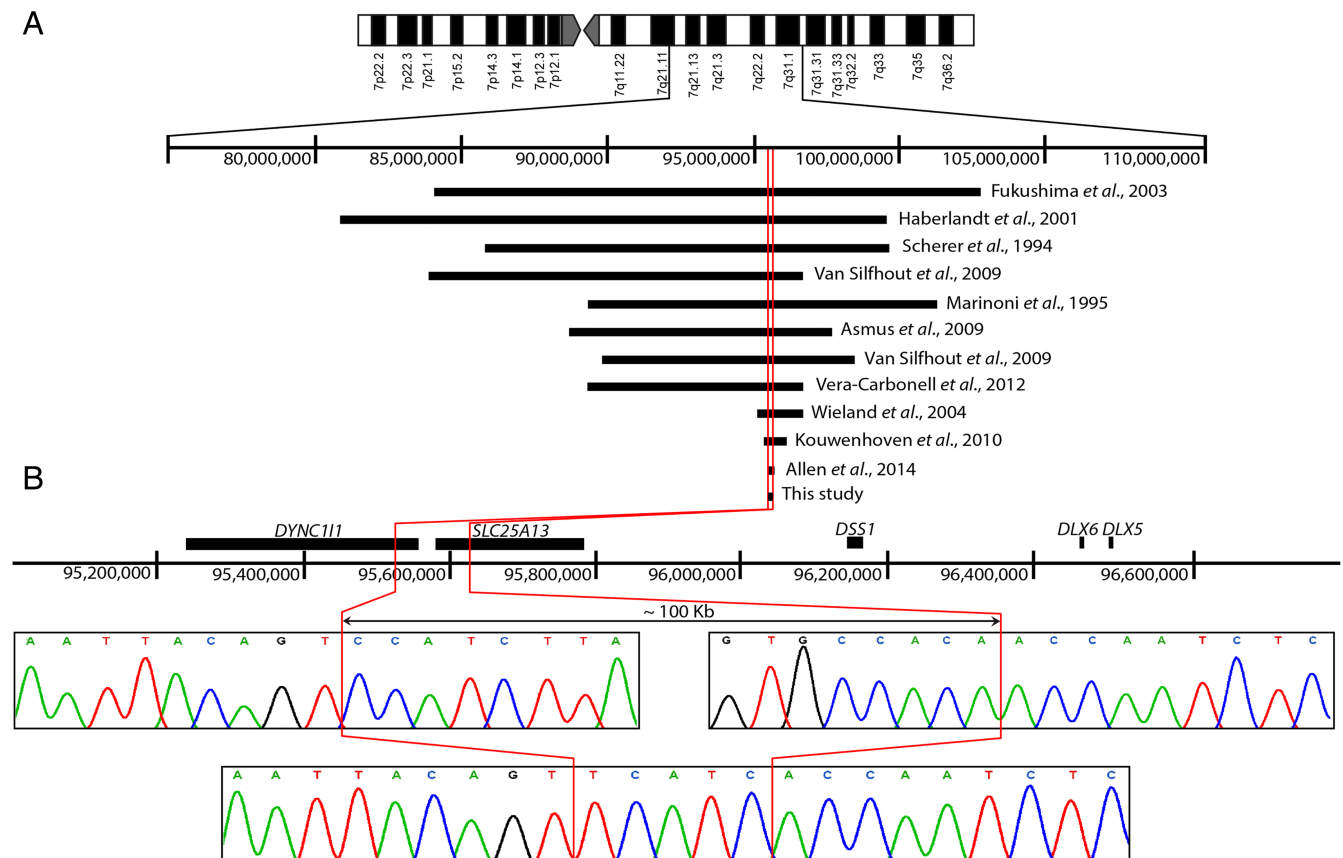 A
7p22.2 7p22.3 7p21.1 7p15.2 7p14.3 7p14.1 7p12.3 7p12.1 7q11.22 7q21.11 7q21.13 7q21.3 7q22.2 7q31.1 7q31.31 7q31.33 7q32.2 7q33 7q35 7q36.2
80,000,000 85,000,000 90,000,000 95,000,000 100,000,000 105,000,000 110,000,000
Fukushima et al., 2003
Haberlandt et al., 2001
Scherer et al., 1994
Van Silfhout et al., 2009
Marinoni et al., 1995
Asmus et al., 2009
Van Silfhout et al., 2009
Vera-Carbonell et al., 2012
Wieland et al., 2004
Kouwenhoven et al., 2010
Allen et al., 2014
This study
B
DYNC1I1 SLC25A13 DSS1 DLX6 DLX5
95,200,000 95,400,000 95,600,000 95,800,000 96,000,000 96,200,000 96,400,000 96,600,000
~ 100 Kb
A A T T A C A G T C C A T C T T A
G T G C C A C A A C C A A T C T C
A A T T A C A G T T C A T C A C C A A T C T C